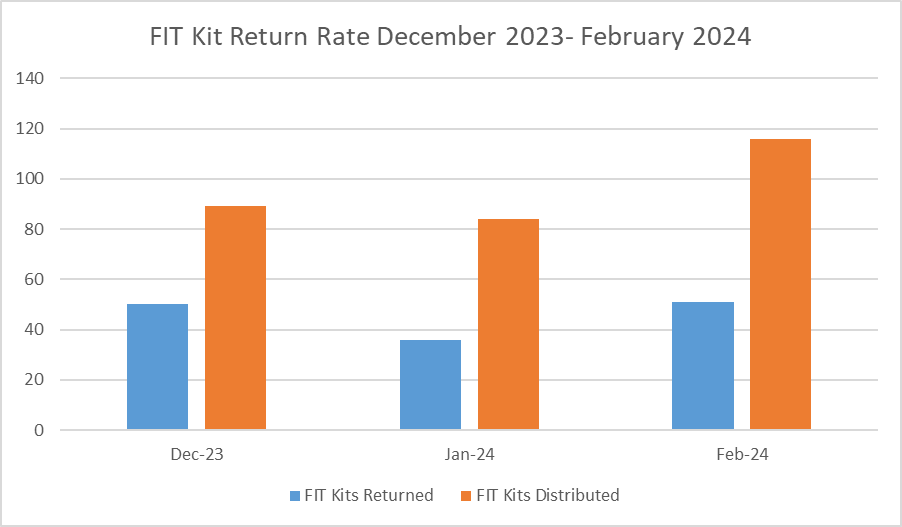 FIT Kit Return Rate December 2023- February 2024
140
120
100
80
60
40
20
0
Dec-23 Jan-24 Feb-24
FIT Kits Returned FIT Kits Distributed